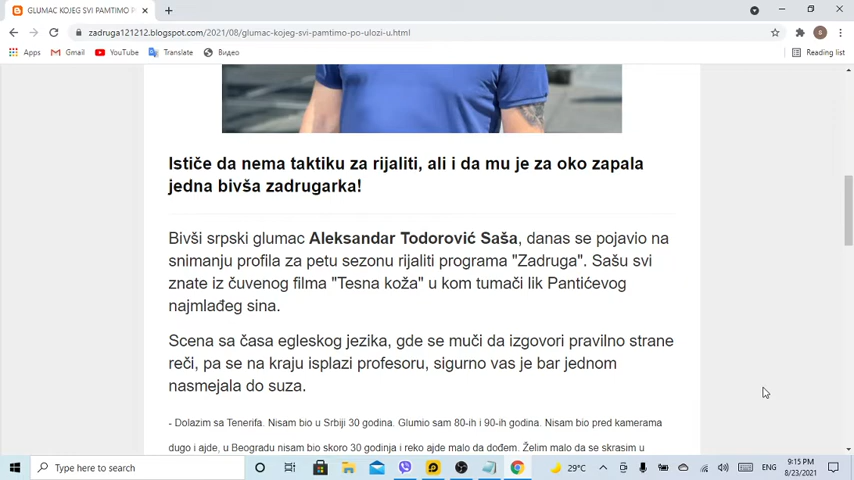 GLUMAC KOJEG SVI PAMTIMO P
zadruga121212.blogspot.com/2021/08/glumac-kojeg-svi-pamtimo-po-ulozi-u.html
B
Apps Gmail YouTube Translate Видео Reading list
Ističe da nema taktiku za rijaliti, ali i da mu je za oko zapala
jedna bivša zadrugarka!
Bivši srpski glumac Aleksandar Todorović Saša, danas se pojavio na
snimanju profila za petu sezonu rijaliti programa "Zadruga". Sašu svi
znate iz čuvenog filma "Tesna koža" u kom tumači lik Pantićevog
najmlađeg sina.
Scena sa časa egleskog jezika, gde se muči da izgovori pravilno strane
reči, pa se na kraju isplazi profesoru, sigurno vas je bar jednom
nasmejala do suza.
- Dolazim sa Tenerifa. Nisam bio u Srbiji 30 godina. Glumio sam 80-ih i 90-ih godina. Nisam bio pred kamerama
dugo i ajde, u Beogradu nisam bio skoro 30 godinja i reko ajde malo da dođem. Želim malo da se skrasim u
Type here to search
29°C
ENG
9:15 PM
8/23/2021